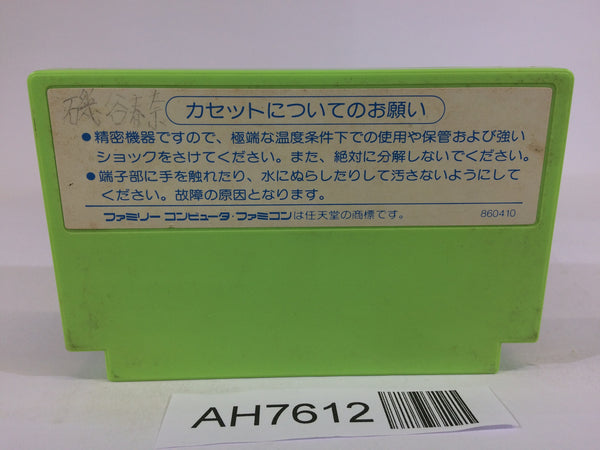 磯谷麻奈
カセットについてのお願い
●精密機器ですので、極端な温度条件下での使用や保管および強い
ショックをさけてください。また、絶対に分解しないでください。
●端子部に手を触れたり、水にぬらしたりして汚さないようにして
ください。故障の原因となります。
ファミリーコンピュータ・ファミコンは任天堂の商標です。 860410
AH7612